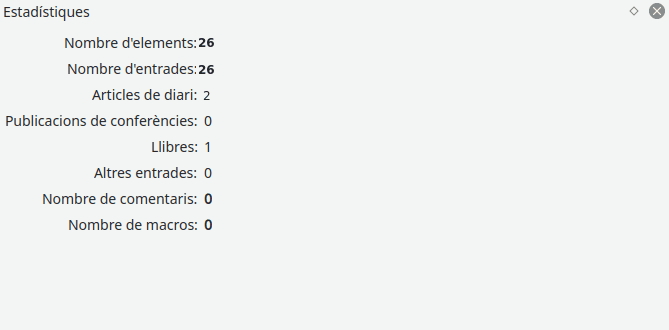 Estadístiques
Nombre d'elements: 26
Nombre d'entrades: 26
Articles de diari: 2
Publicacions de conferències: 0
Llibres: 1
Altres entrades: 0
Nombre de comentaris: 0
Nombre de macros: 0